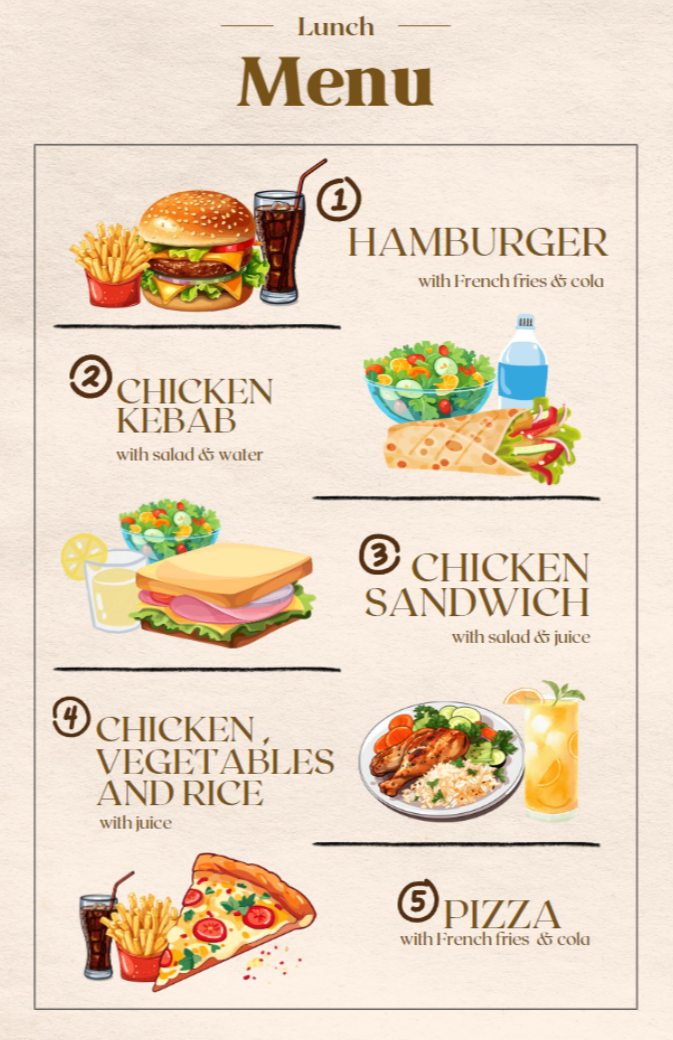 Lunch
Menu
1
HAMBURGER
with French fries & cola
2
CHICKEN
KEBAB
with salad & water
3
CHICKEN
SANDWICH
with salad & juice
4
CHICKEN ,
VEGETABLES
AND RICE
with juice
5
PIZZA
with French fries & cola